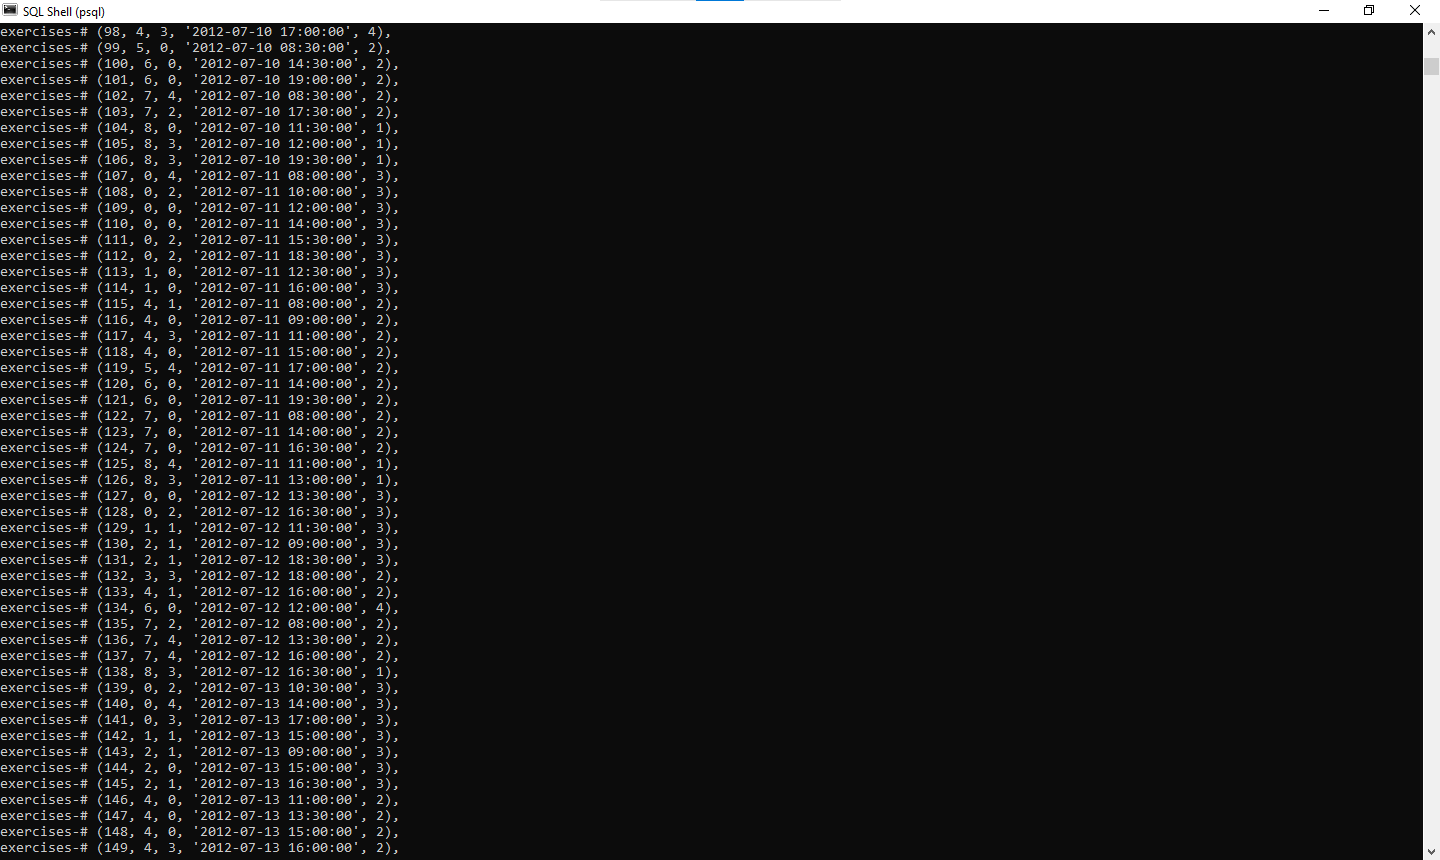 SQL Shell (psql)
exercises-# (98, 4, 3, '2012-07-10 17:00:00', 4),
exercises-# (99, 5, 0, '2012-07-10 08:30:00', 2),
exercises-# (100, 6, 0, '2012-07-10 14:30:00', 2),
exercises-# (101, 6, 0, '2012-07-10 19:00:00', 2),
exercises-# (102, 7, 4, '2012-07-10 08:30:00', 2),
exercises-# (103, 7, 2, '2012-07-10 17:30:00', 2),
exercises-# (104, 8, 0, '2012-07-10 11:30:00', 1),
exercises-# (105, 8, 3, '2012-07-10 12:00:00', 1),
exercises-# (106, 8, 3, '2012-07-10 19:30:00', 1),
exercises-# (107, 0, 4, '2012-07-11 08:00:00', 3),
exercises-# (108, 0, 2, '2012-07-11 10:00:00', 3),
exercises-# (109, 0, 0, '2012-07-11 12:00:00', 3),
exercises-# (110, 0, 0, '2012-07-11 14:00:00', 3),
exercises-# (111, 0, 2, '2012-07-11 15:30:00', 3),
exercises-# (112, 0, 2, '2012-07-11 18:30:00', 3),
exercises-# (113, 1, 0, '2012-07-11 12:30:00', 3),
exercises-# (114, 1, 0, '2012-07-11 16:00:00', 3),
exercises-# (115, 4, 1, '2012-07-11 08:00:00', 2),
exercises-# (116, 4, 0, '2012-07-11 09:00:00', 2),
exercises-# (117, 4, 3, '2012-07-11 11:00:00', 2),
exercises-# (118, 4, 0, '2012-07-11 15:00:00', 2),
exercises-# (119, 5, 4, '2012-07-11 17:00:00', 2),
exercises-# (120, 6, 0, '2012-07-11 14:00:00', 2),
exercises-# (121, 6, 0, '2012-07-11 19:30:00', 2),
exercises-# (122, 7, 0, '2012-07-11 08:00:00', 2),
exercises-# (123, 7, 0, '2012-07-11 14:00:00', 2),
exercises-# (124, 7, 0, '2012-07-11 16:30:00', 2),
exercises-# (125, 8, 4, '2012-07-11 11:00:00', 1),
exercises-# (126, 8, 3, '2012-07-11 13:00:00', 1),
exercises-# (127, 0, 0, '2012-07-12 13:30:00', 3),
exercises-# (128, 0, 2, '2012-07-12 16:30:00', 3),
exercises-# (129, 1, 1, '2012-07-12 11:30:00', 3),
exercises-# (130, 2, 1, '2012-07-12 09:00:00', 3),
exercises-# (131, 2, 1, '2012-07-12 18:30:00', 3),
exercises-# (132, 3, 3, '2012-07-12 18:00:00', 2),
exercises-# (133, 4, 1, '2012-07-12 16:00:00', 2),
exercises-# (134, 6, 0, '2012-07-12 12:00:00', 4),
exercises-# (135, 7, 2, '2012-07-12 08:00:00', 2),
exercises-# (136, 7, 4, '2012-07-12 13:30:00', 2),
exercises-# (137, 7, 4, '2012-07-12 16:00:00', 2),
exercises-# (138, 8, 3, '2012-07-12 16:30:00', 1),
exercises-# (139, 0, 2, '2012-07-13 10:30:00', 3),
exercises-# (140, 0, 4, '2012-07-13 14:00:00', 3),
exercises-# (141, 0, 3, '2012-07-13 17:00:00', 3),
exercises-# (142, 1, 1, '2012-07-13 15:00:00', 3),
exercises-# (143, 2, 1, '2012-07-13 09:00:00', 3),
exercises-# (144, 2, 0, '2012-07-13 15:00:00', 3),
exercises-# (145, 2, 1, '2012-07-13 16:30:00', 3),
exercises-# (146, 4, 0, '2012-07-13 11:00:00', 2),
exercises-# (147, 4, 0, '2012-07-13 13:30:00', 2),
exercises-# (148, 4, 0, '2012-07-13 15:00:00', 2),
exercises-# (149, 4, 3, '2012-07-13 16:00:00', 2),